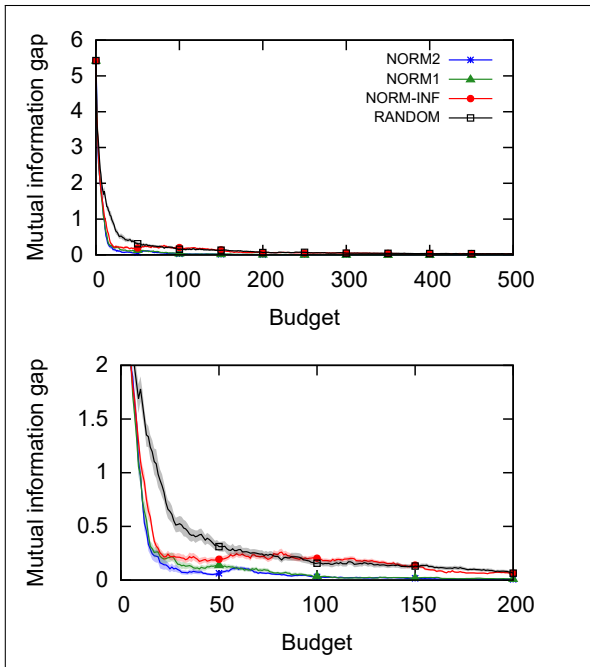 Mutual information gap
6
5
4
3
2
1
0
NORM2
NORM1
NORM-INF
RANDOM
0 100 200 300 400 500
Budget
Mutual information gap
2
1.5
1
0.5
0
0 50 100 150 200
Budget